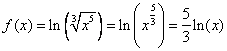 f(x) = ln(∛(x⁵)) = ln(x^(5/3)) = 5/3 ln(x)